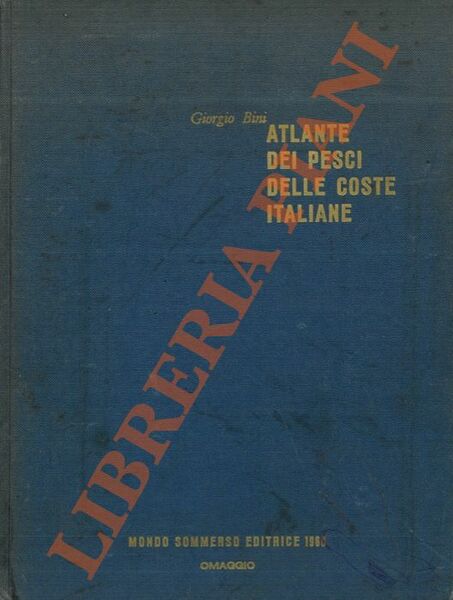 Giorgio Bini
ATLANTE
DEI PESCI
DELLE COSTE
ITALIANE
LIBRERIA PIANI
MONDO SOMMERSO EDITRICE
OMAGGIO